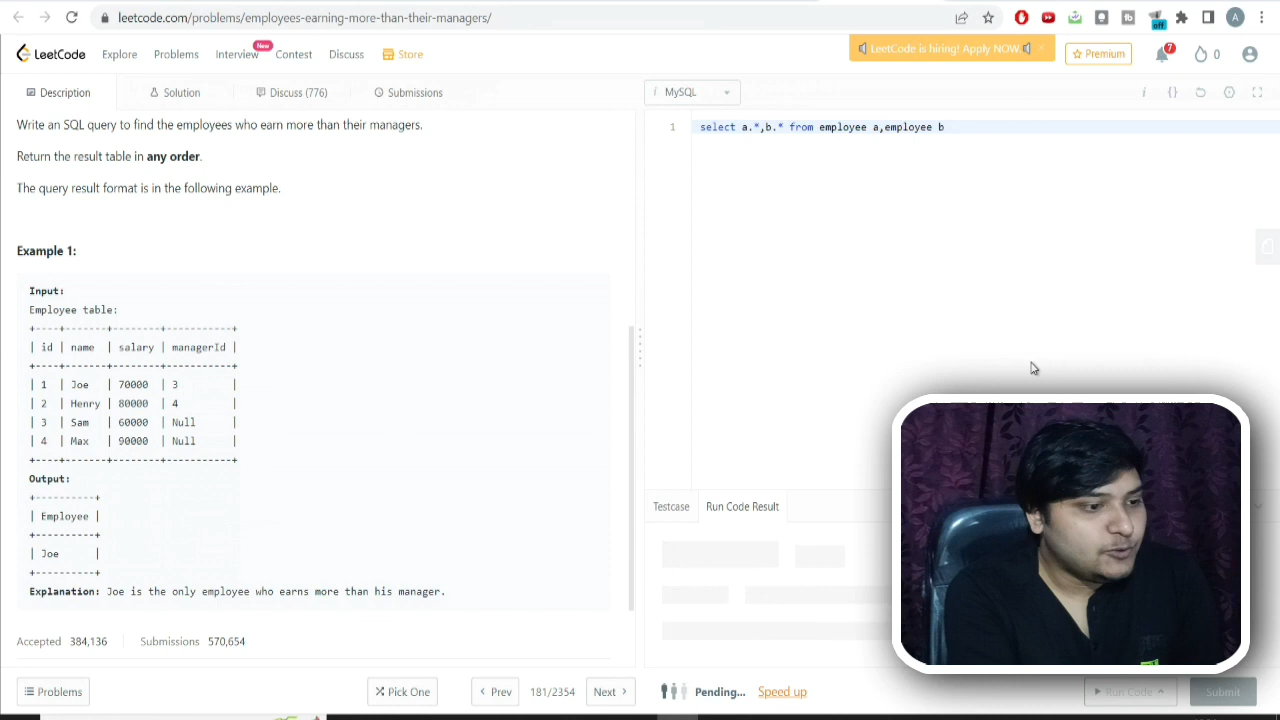 leetcode.com/problems/employees-earning-more-than-their-managers/
A
LeetCode Explore Problems Interview New Contest Discuss Store
LeetCode is hiring! Apply NOW. ×
Premium 7 0
Description Solution Discuss (776) Submissions
i MySQL
Write an SQL query to find the employees who earn more than their managers.
Return the result table in any order.
The query result format is in the following example.
Example 1:
Input:
Employee table:
+----+-------+--------+-----------+
| id | name | salary | managerId |
+----+-------+--------+-----------+
| 1 | Joe | 70000 | 3 |
| 2 | Henry | 80000 | 4 |
| 3 | Sam | 60000 | Null |
| 4 | Max | 90000 | Null |
+----+-------+--------+-----------+
Output:
+----------+
| Employee |
+----------+
| Joe |
+----------+
Explanation: Joe is the only employee who earns more than his manager.
Accepted 384,136 Submissions 570,654
Problems Pick One Prev 181/2354 Next
1 select a.*,b.* from employee a,employee b
Testcase Run Code Result
Pending... Speed up Run Code Submit
off